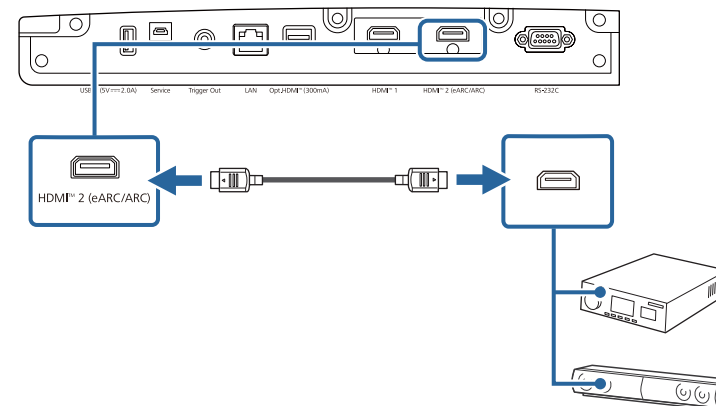 (5V⎓2.0A) Service Trigger Out LAN Opt.HDMI™ (300mA) HDMI™ 1 HDMI™ 2 (eARC/ARC) RS-232C
HDMI™ 2 (eARC/ARC)